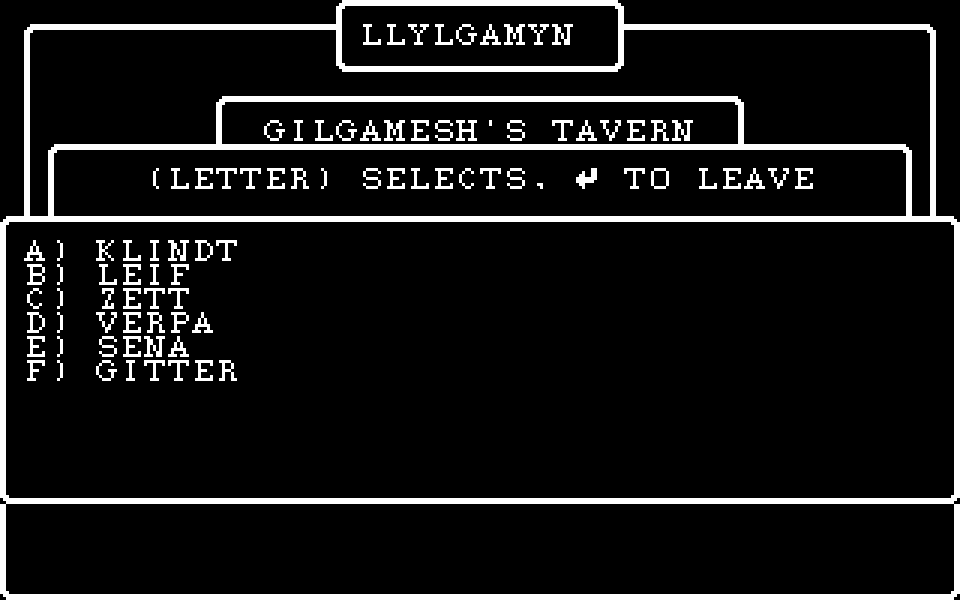 LLYLGAMYN
GILGAMESH'S TAVERN
(LETTER) SELECTS, ↵ TO LEAVE
A) KLINDT
B) LEIF
C) ZETT
D) VERPA
E) SENA
F) GITTER